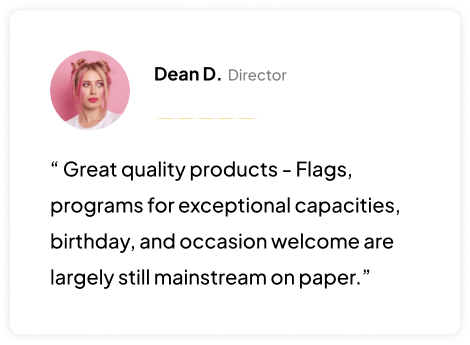 Dean D. Director
“ Great quality products - Flags,
programs for exceptional capacities,
birthday, and occasion welcome are
largely still mainstream on paper.”